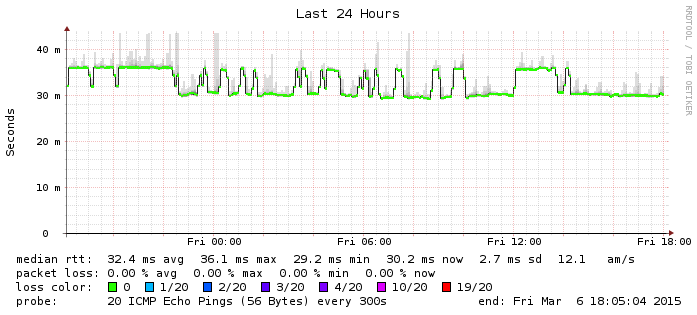 Last 24 Hours
RRDTOOL / TOBI OETIKER
Seconds
40 m
30 m
20 m
10 m
0
Fri 00:00 Fri 06:00 Fri 12:00 Fri 18:00
median rtt: 32.4 ms avg 36.1 ms max 29.2 ms min 30.2 ms now 2.7 ms sd 12.1 am/s
packet loss: 0.00 % avg 0.00 % max 0.00 % min 0.00 % now
loss color: 0 1/20 2/20 3/20 4/20 10/20 19/20
probe: 20 ICMP Echo Pings (56 Bytes) every 300s end: Fri Mar 6 18:05:04 2015